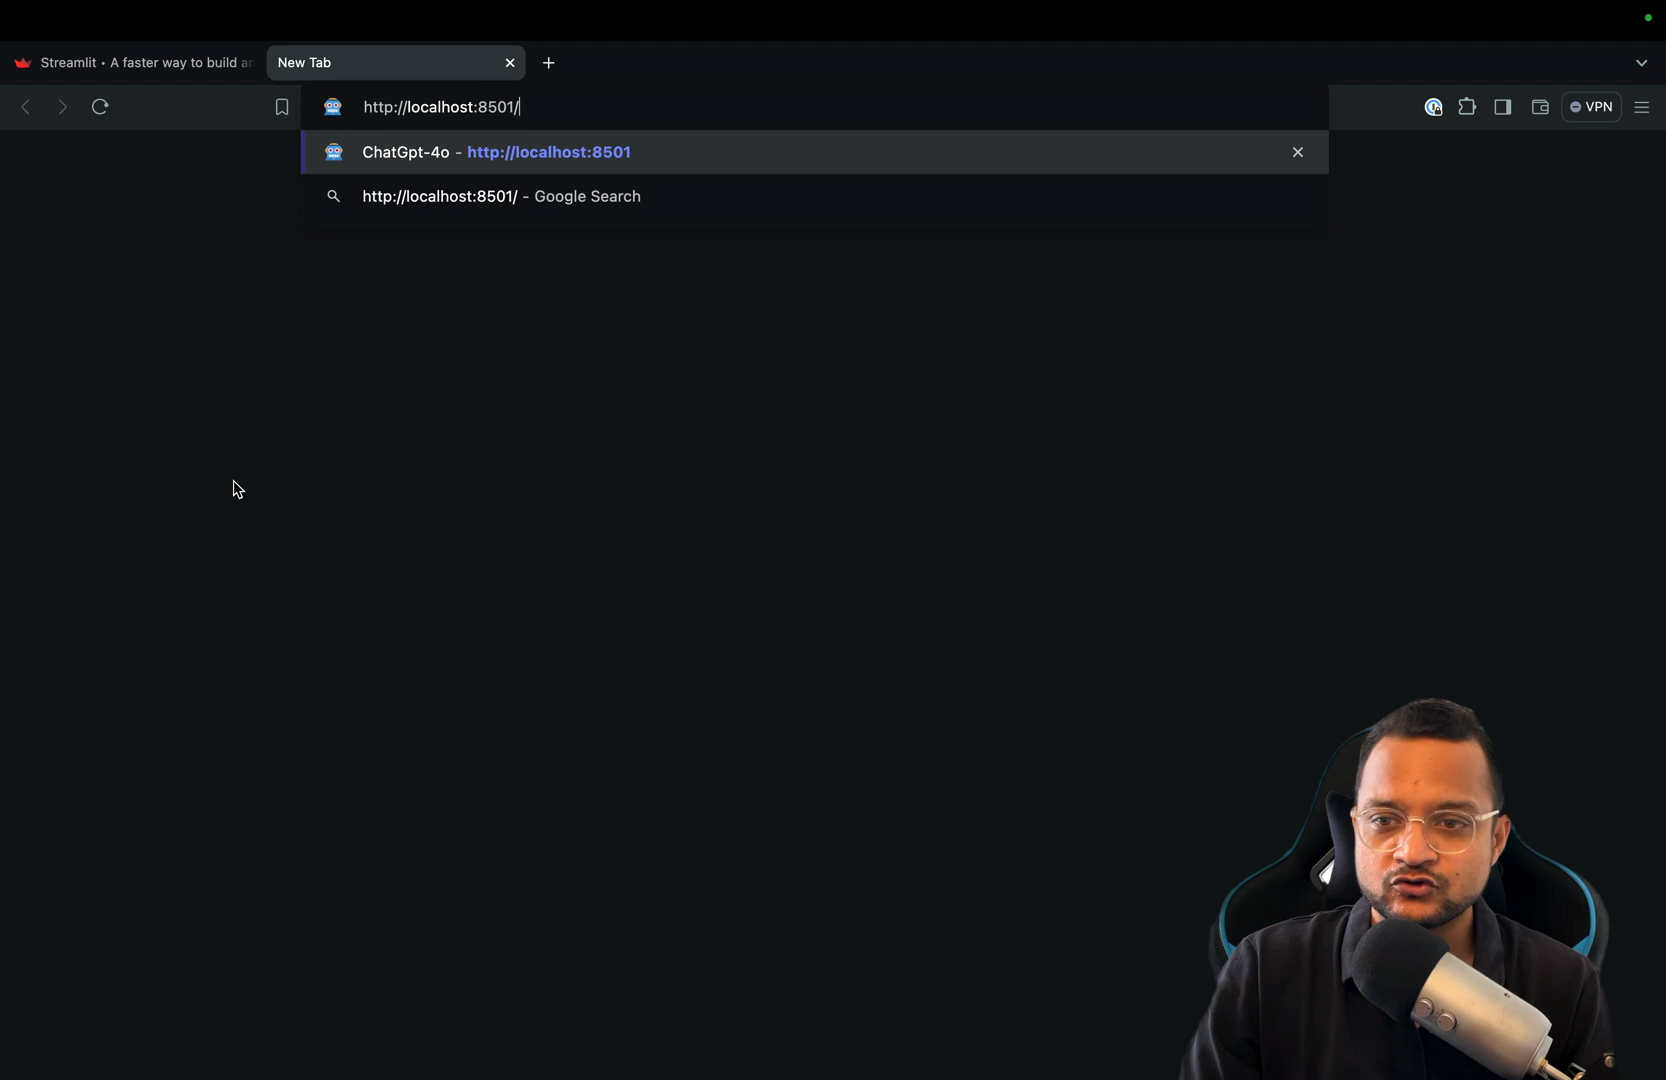 Streamlit • A faster way to build an
New Tab
http://localhost:8501/
VPN
ChatGpt-4o - http://localhost:8501
http://localhost:8501/ - Google Search